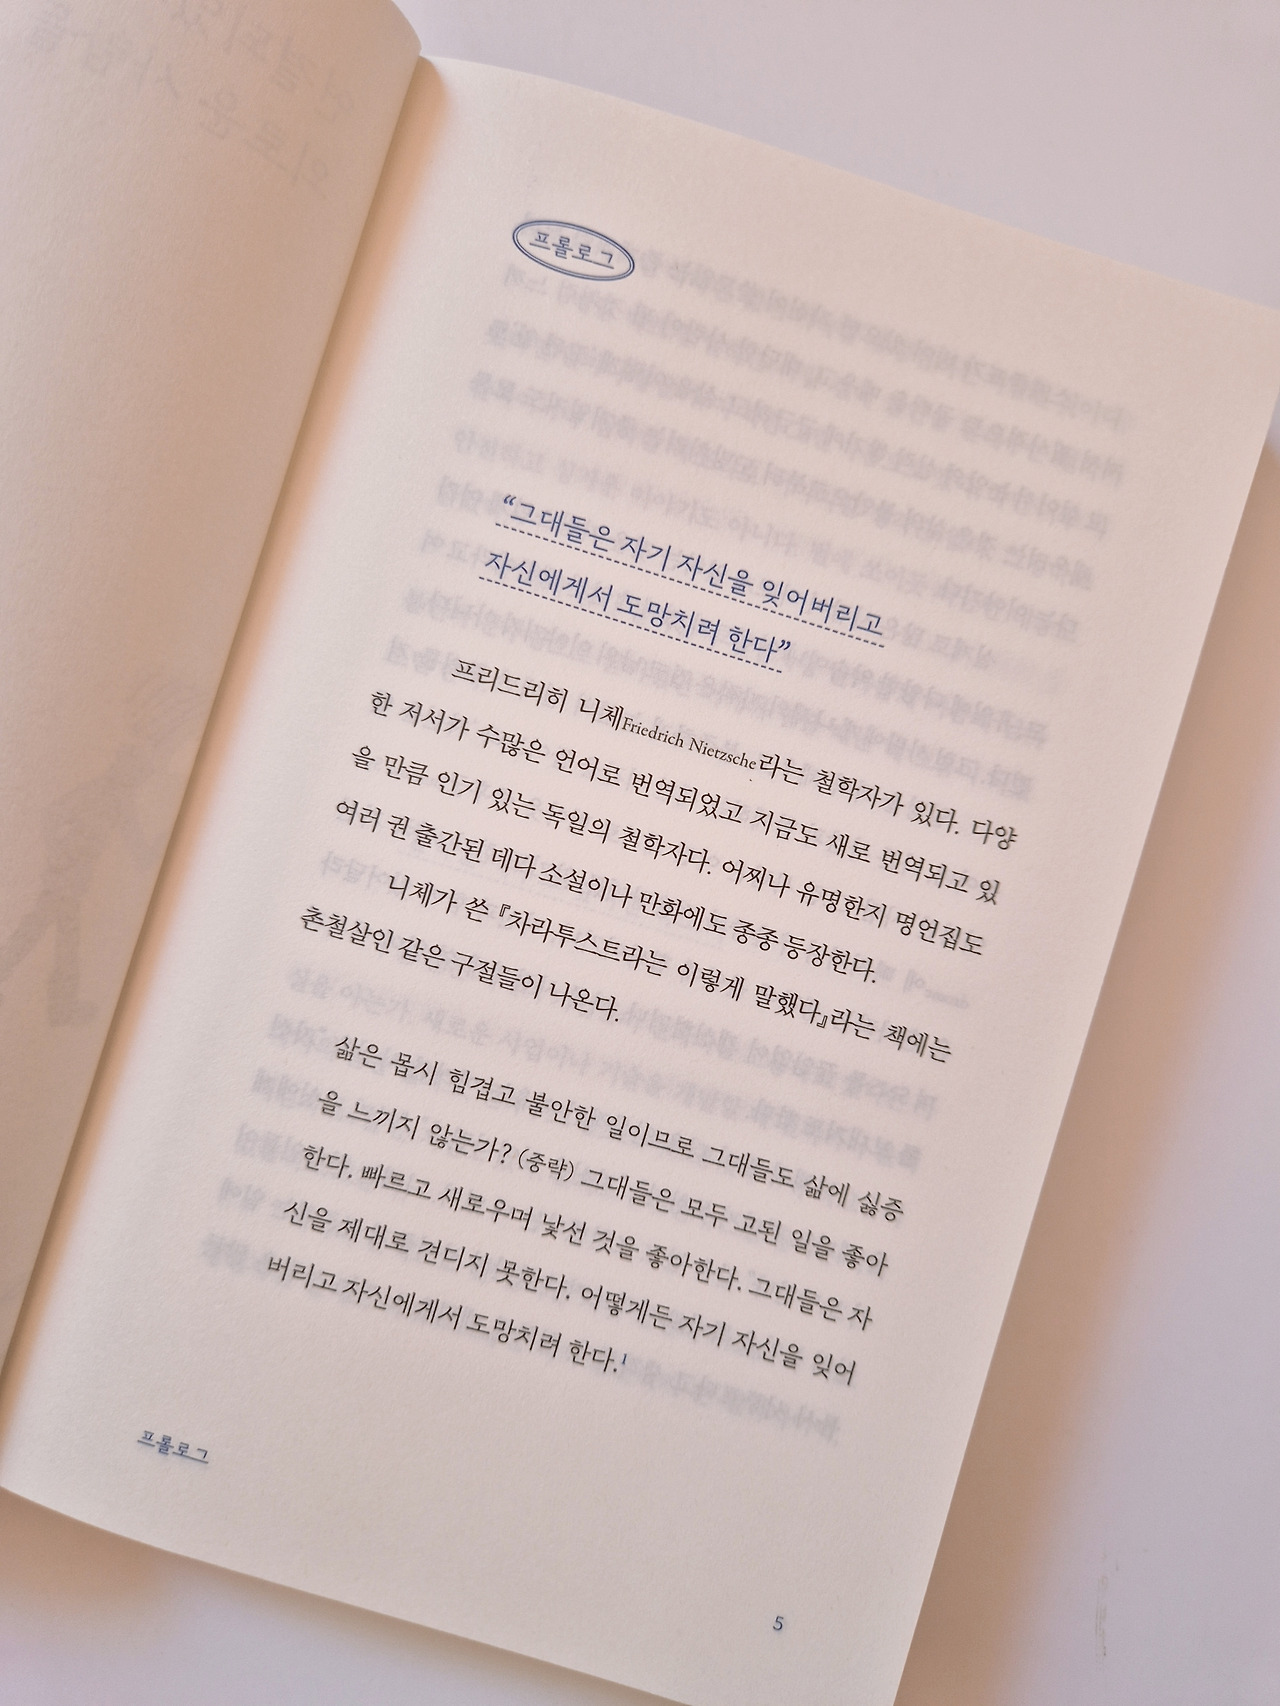 프롤로그
“그대들은 자기 자신을 잊어버리고
자신에게서 도망치려 한다”
프리드리히 니체Friedrich Nietzsche라는 철학자가 있다. 다양
한 저서가 수많은 언어로 번역되었고 지금도 새로 번역되고 있
을 만큼 인기 있는 독일의 철학자다. 어찌나 유명한지 명언집도
여러 권 출간된 데다 소설이나 만화에도 종종 등장한다.
니체가 쓴 『차라투스트라는 이렇게 말했다』라는 책에는
촌철살인 같은 구절들이 나온다.
삶은 몹시 힘겹고 불안한 일이므로 그대들도 삶에 싫증
을 느끼지 않는가? (중략) 그대들은 모두 고된 일을 좋아
한다. 빠르고 새로우며 낯선 것을 좋아한다. 그대들은 자
신을 제대로 견디지 못한다. 어떻게든 자기 자신을 잊어
버리고 자신에게서 도망치려 한다.1
프롤로그
5